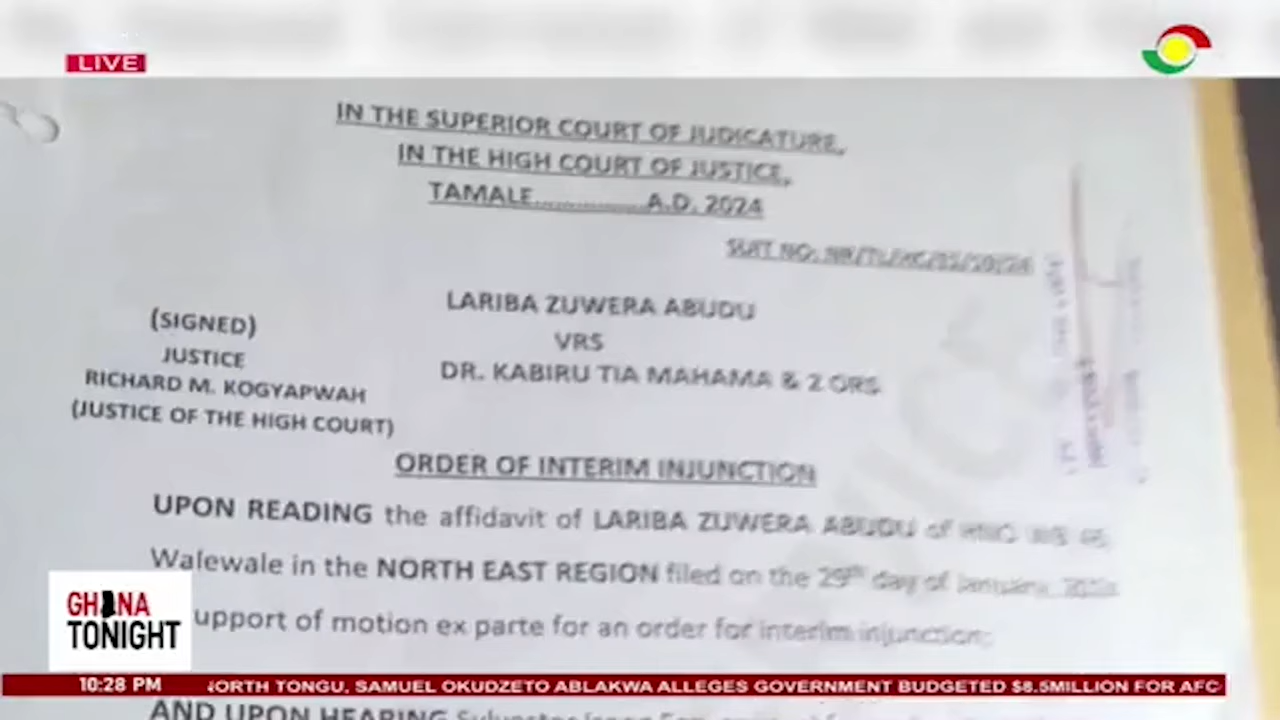 LIVE
IN THE SUPERIOR COURT OF JUDICATURE,
IN THE HIGH COURT OF JUSTICE,
TAMALE..................A.D. 2024
SUIT NO:
LARIBA ZUWERA ABUDU
(SIGNED)
VRS
JUSTICE
DR. KABIRU TIA MAHAMA & 2 ORS
RICHARD M. KOGYAPWAH
(JUSTICE OF THE HIGH COURT)
ORDER OF INTERIM INJUNCTION
UPON READING the affidavit of LARIBA ZUWERA ABUDU of
Walewale in the NORTH EAST REGION filed on the 29th day of January,
upport of motion ex parte for an order for interim injunction;
GHANA
TONIGHT
10:28 PM
ORTH TONGU, SAMUEL OKUDZETO ABLAKWA ALLEGES GOVERNMENT BUDGETED $8.5MILLION FOR AFC
AND UPON HEARING